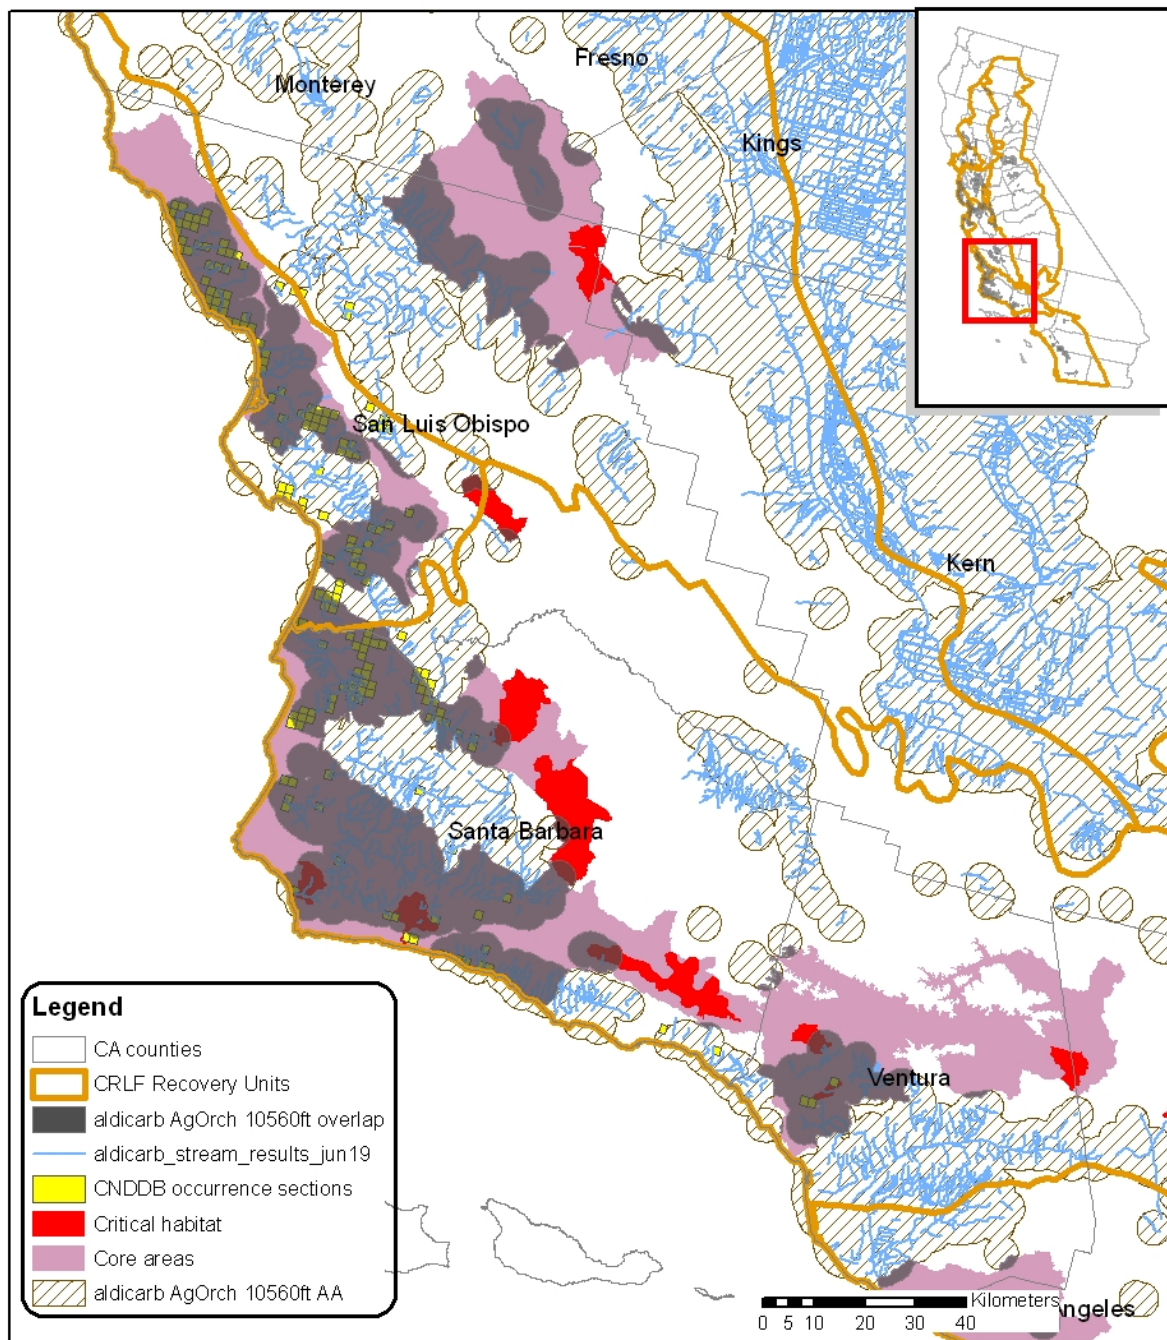 Monterey
Fresno
Kings
San Luis Obispo
Kern
Santa Barbara
Ventura
Legend
CA counties
CRLF Recovery Units
aldicarb AgOrch 10560ft overlap
aldicarb_stream_results_jun19
CNDDB occurrence sections
Critical habitat
Core areas
aldicarb AgOrch 10560ft AA
Kilometers
ngeles
0 5 10 20 30 40